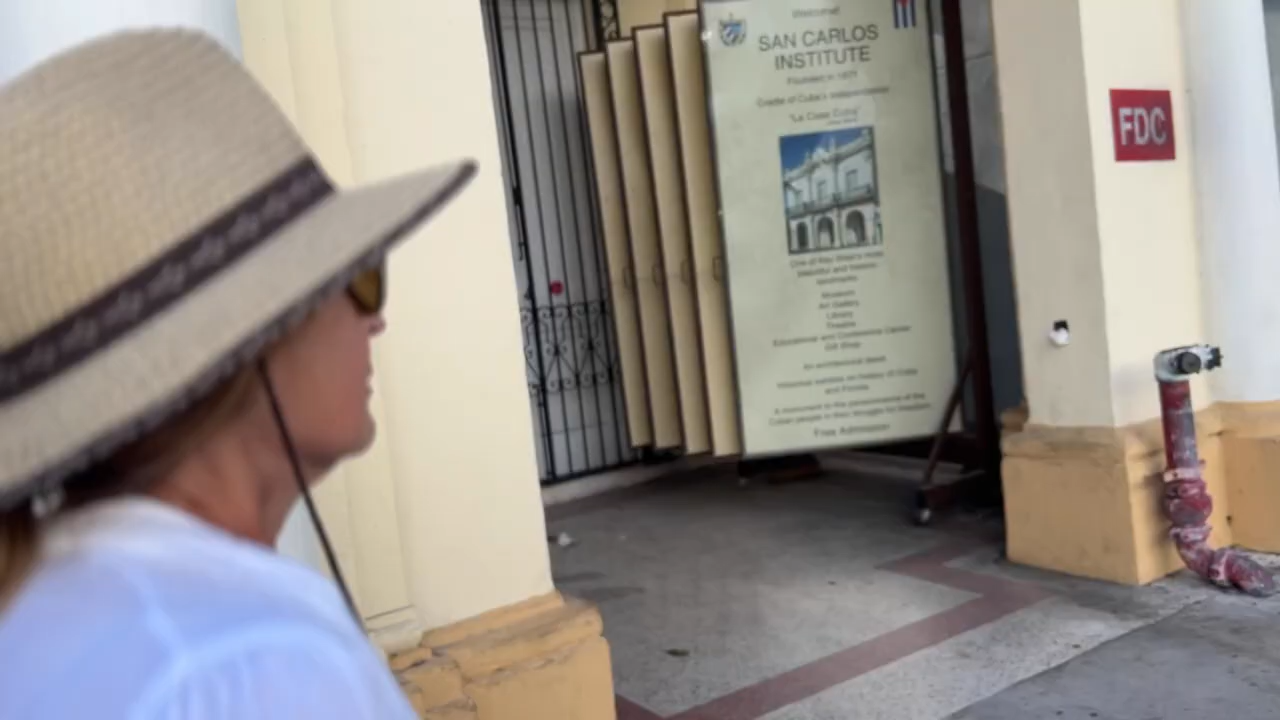 Welcome!
SAN CARLOS
INSTITUTE
Founded in 1871
Cradle of Cuba's Independence
"La Casa Cuba"
One of Key West's most
beautiful and historic
landmarks
Museum
Art Gallery
Library
Theatre
Educational and Conference Center
Gift Shop
An architectural jewel
Historical exhibits on history of Cuba
and Florida
A monument to the perseverance of the
Cuban people in their struggle for freedom.
Free Admission
FDC